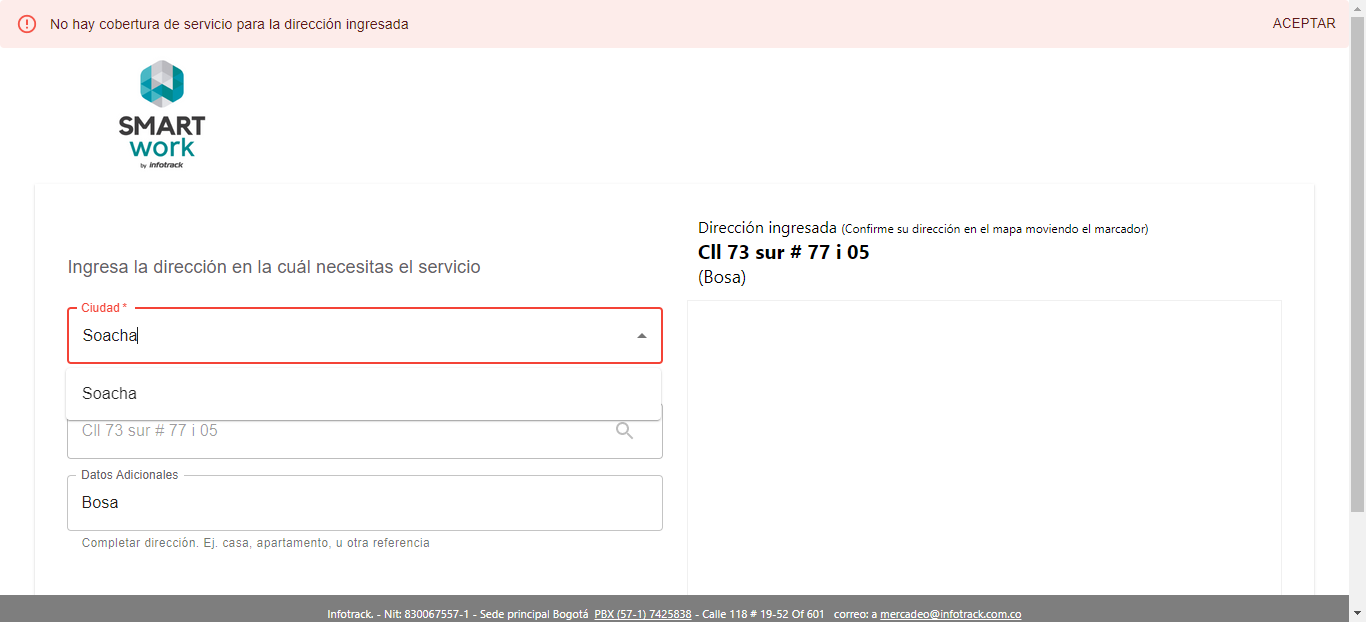 No hay cobertura de servicio para la dirección ingresada
ACEPTAR
SMART
work
by infotrack
Ingresa la dirección en la cuál necesitas el servicio
Ciudad *
Soacha
Soacha
Cll 73 sur # 77 i 05
Datos Adicionales
Bosa
Completar dirección. Ej. casa, apartamento, u otra referencia
Dirección ingresada (Confirme su dirección en el mapa moviendo el marcador)
Cll 73 sur # 77 i 05
(Bosa)
Infotrack. - Nit: 830067557-1 - Sede principal Bogotá PBX (57-1) 7425838 - Calle 118 # 19-52 Of 601 correo: a mercadeo@infotrack.com.co